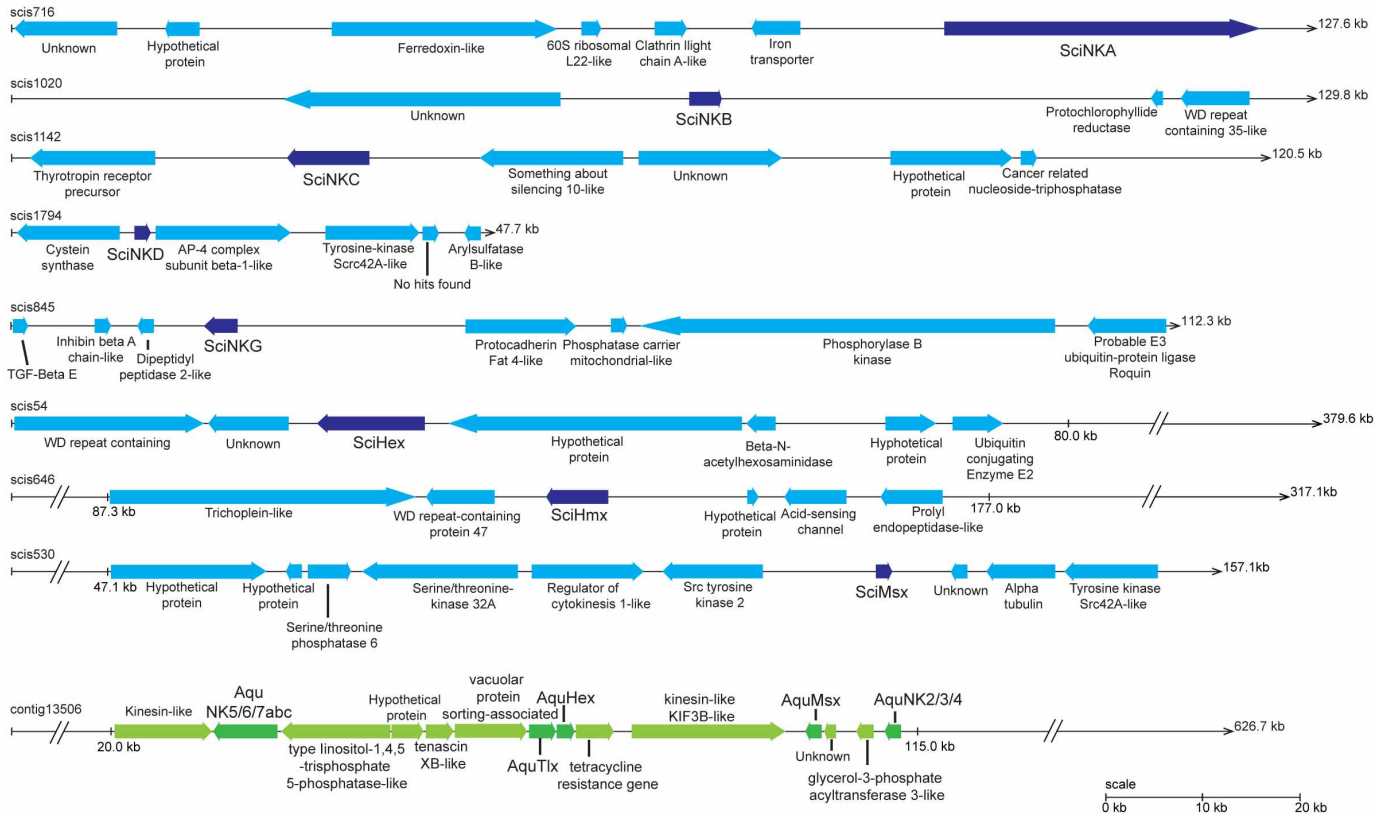 scis716
127.6 kb
Unknown
Hypothetical
protein
Ferredoxin-like
60S ribosomal
L22-like
Clathrin Ilight
chain A-like
Iron
transporter
SciNKA
scis1020
129.8 kb
Unknown
SciNKB
Protochlorophyllide
reductase
WD repeat
containing 35-like
scis1142
120.5 kb
Thyrotropin receptor
precursor
SciNKC
Something about
silencing 10-like
Unknown
Hypothetical
protein
Cancer related
nucleoside-triphosphatase
scis1794
47.7 kb
Cystein
synthase
SciNKD
AP-4 complex
subunit beta-1-like
Tyrosine-kinase
Scrc42A-like
No hits found
Arylsulfatase
B-like
scis845
112.3 kb
TGF-Beta E
Inhibin beta A
chain-like
Dipeptidyl
peptidase 2-like
SciNKG
Protocadherin
Fat 4-like
Phosphatase carrier
mitochondrial-like
Phosphorylase B
kinase
Probable E3
ubiquitin-protein ligase
Roquin
scis54
379.6 kb
WD repeat containing
Unknown
SciHex
Hypothetical
protein
Beta-N-
acetylhexosaminidase
Hyphotetical
protein
Ubiquitin
conjugating
Enzyme E2
80.0 kb
scis646
317.1kb
87.3 kb
Trichoplein-like
WD repeat-containing
protein 47
SciHmx
Hypothetical
protein
Acid-sensing
channel
Prolyl
endopeptidase-like
177.0 kb
scis530
157.1kb
47.1 kb
Hypothetical
protein
Hypothetical
protein
Serine/threonine
phosphatase 6
Serine/threonine-
kinase 32A
Regulator of
cytokinesis 1-like
Src tyrosine
kinase 2
SciMsx
Unknown
Alpha
tubulin
Tyrosine kinase
Src42A-like
contig13506
626.7 kb
20.0 kb
Kinesin-like
Aqu
NK5/6/7abc
type Iinositol-1,4,5
-trisphosphate
5-phosphatase-like
Hypothetical
protein
tenascin
XB-like
vacuolar
protein
sorting-associated
AquTlx
AquHex
tetracycline
resistance gene
kinesin-like
KIF3B-like
AquMsx
Unknown
glycerol-3-phosphate
acyltransferase 3-like
AquNK2/3/4
115.0 kb
scale
0 kb
10 kb
20 kb